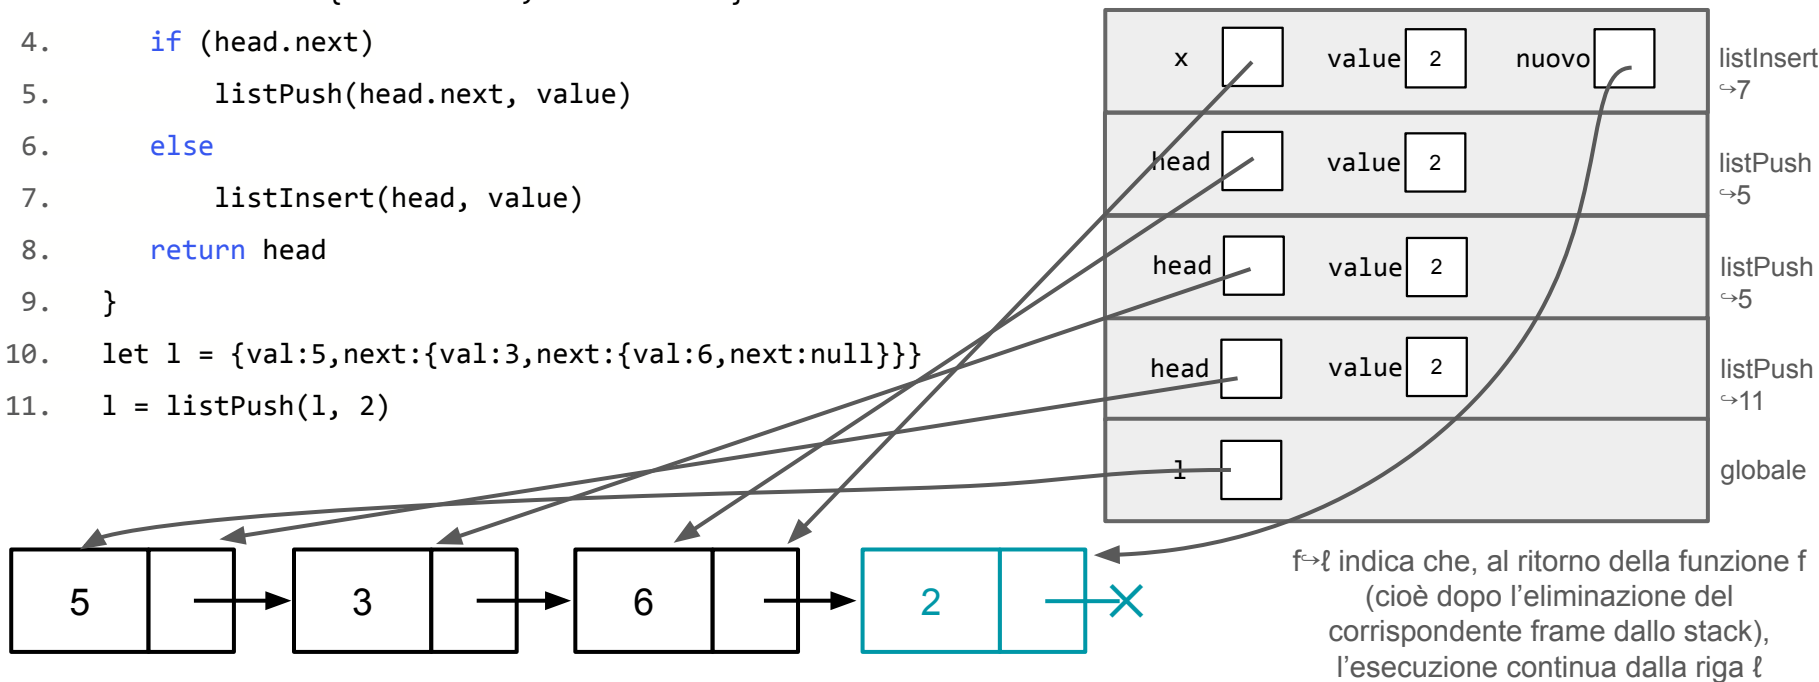 4. if (head.next)
5. listPush(head.next, value)
6. else
7. listInsert(head, value)
8. return head
9. }
10. let l = {val:5,next:{val:3,next:{val:6,next:null}}}
11. l = listPush(l, 2)
x value 2 nuovo listInsert
↪7
head value 2 listPush
↪5
head value 2 listPush
↪5
head value 2 listPush
↪11
l globale
5 3 6 2
f↪ℓ indica che, al ritorno della funzione f
(cioè dopo l’eliminazione del
corrispondente frame dallo stack),
l’esecuzione continua dalla riga ℓ